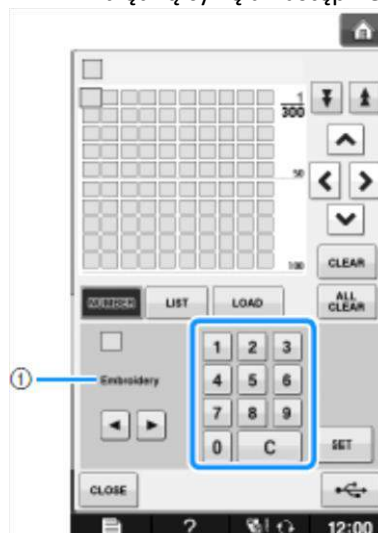 1
300
50
100
CLEAR
NUMBER
LIST
LOAD
ALL
CLEAR
①
Embroidery
1 2 3
4 5 6
7 8 9
0 C
SET
CLOSE
?
12:00